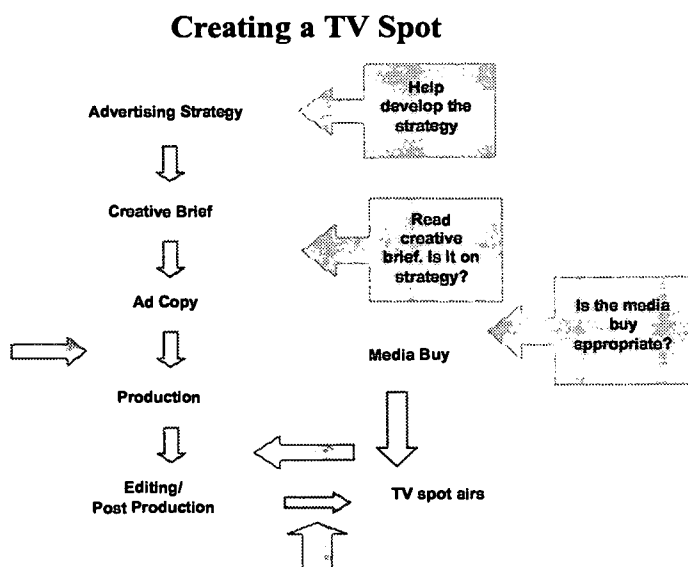 Creating a TV Spot
Help
develop the
strategy
Advertising Strategy
Creative Brief
Read
creative
brief. Is it on
strategy?
Ad Copy
Is the media
buy
appropriate?
Media Buy
Production
Editing/
Post Production
TV spot airs